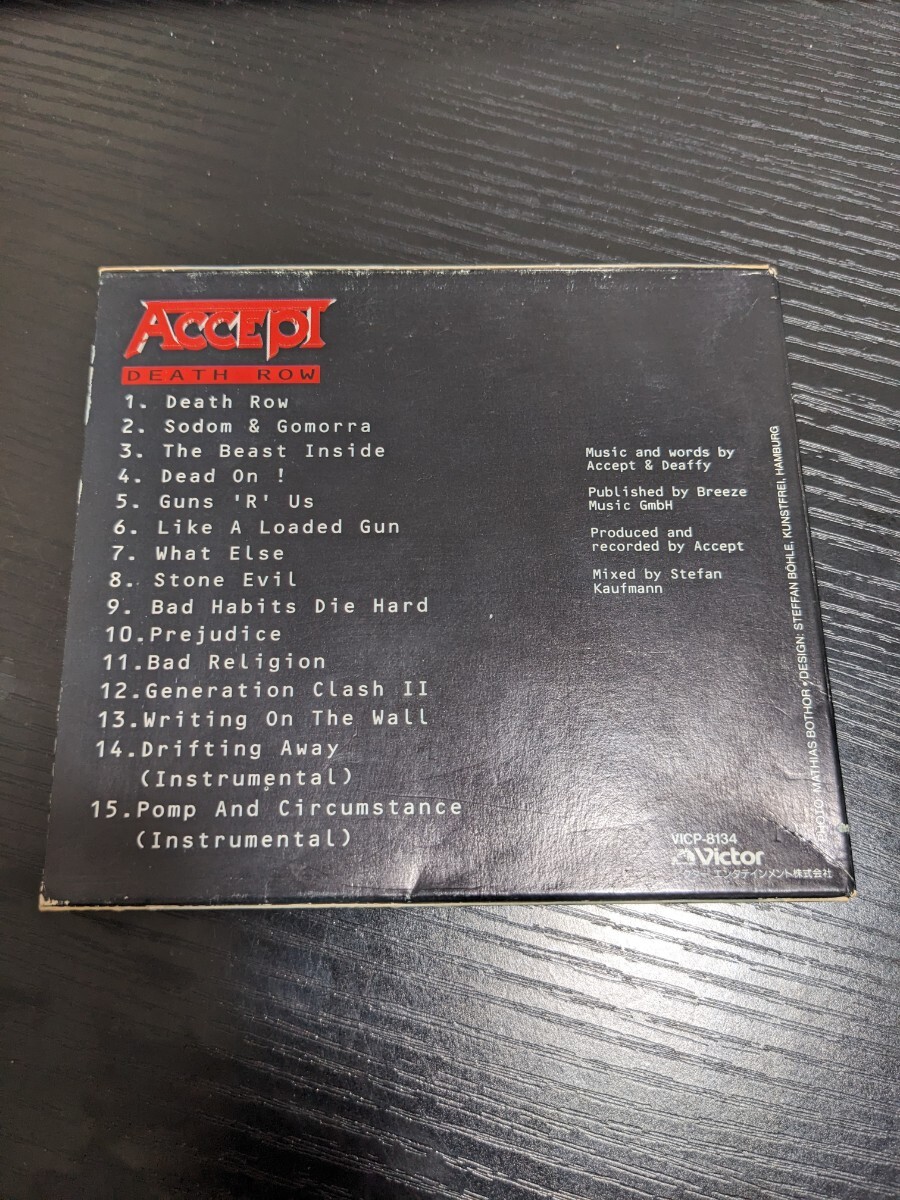 ACCEPT
DEATH ROW
1. Death Row
2. Sodom & Gomorra
3. The Beast Inside
4. Dead On !
5. Guns 'R' Us
6. Like A Loaded Gun
7. What Else
8. Stone Evil
9. Bad Habits Die Hard
10.Prejudice
11.Bad Religion
12.Generation Clash II
13.Writing On The Wall
14.Drifting Away
(Instrumental)
15.Pomp And Circumstance
(Instrumental)
Music and words by
Accept & Deaffy
Published by Breeze
Music GmbH
Produced and
recorded by Accept
Mixed by Stefan
Kaufmann
PHOTO: MATHIAS BOTHOR • DESIGN: STEFFAN BÖHLE, KUNSTFREI, HAMBURG
VICP-8134
Victor
ビクター エンタテインメント株式会社